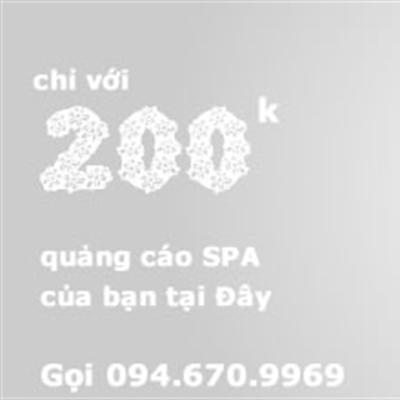 chỉ với
200k
quảng cáo SPA
của bạn tại Đây
Gọi 094.670.9969